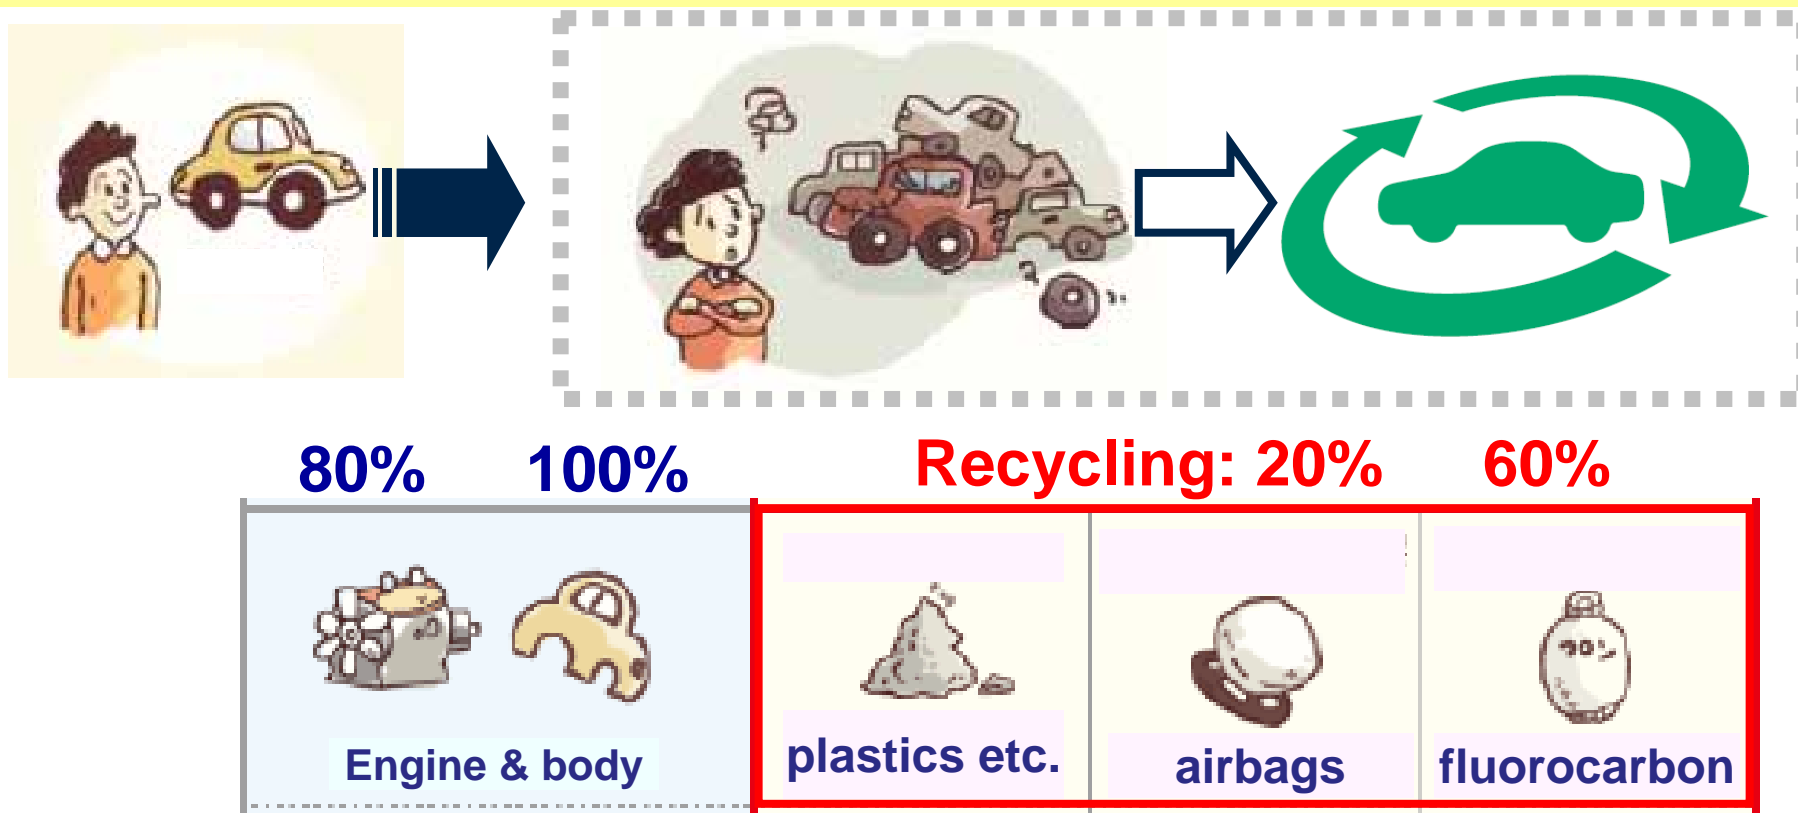 80% 100% Recycling: 20% 60%
Engine & body plastics etc. airbags fluorocarbon